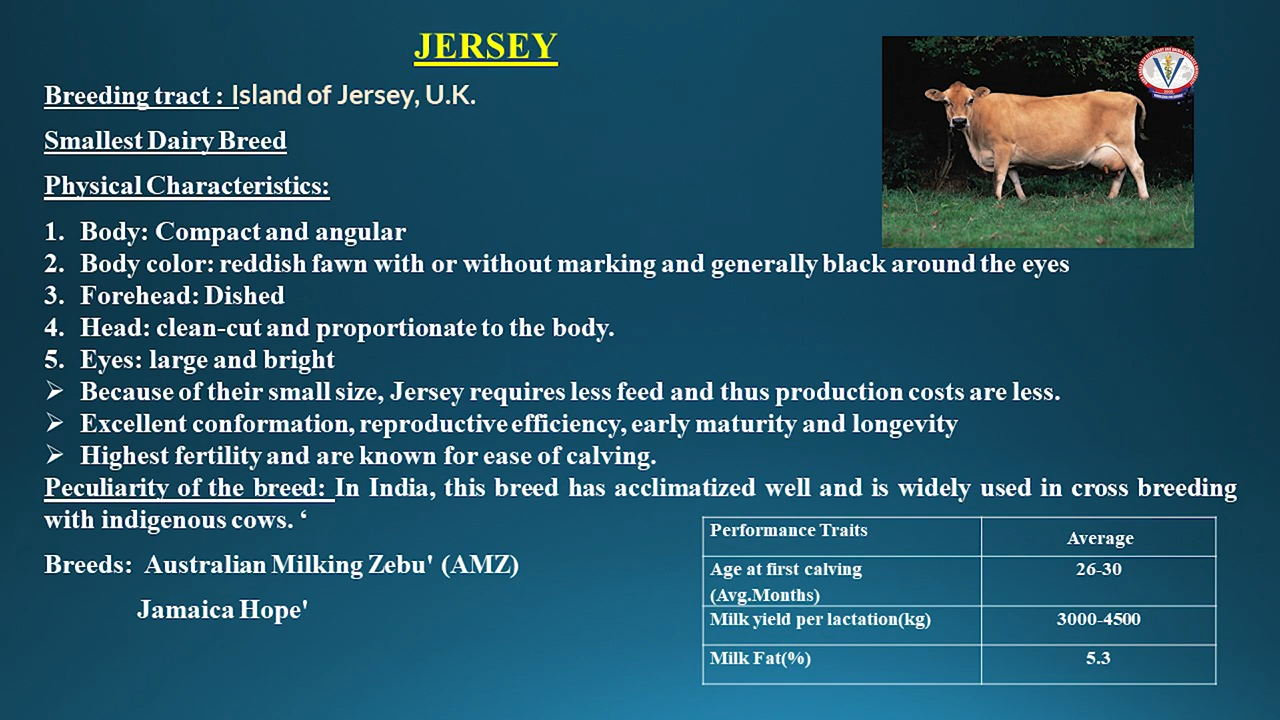 JERSEY
Breeding tract : Island of Jersey, U.K.
Smallest Dairy Breed
Physical Characteristics:
1. Body: Compact and angular
2. Body color: reddish fawn with or without marking and generally black around the eyes
3. Forehead: Dished
4. Head: clean-cut and proportionate to the body.
5. Eyes: large and bright
➢ Because of their small size, Jersey requires less feed and thus production costs are less.
➢ Excellent conformation, reproductive efficiency, early maturity and longevity
➢ Highest fertility and are known for ease of calving.
Peculiarity of the breed: In India, this breed has acclimatized well and is widely used in cross breeding
with indigenous cows. ‘
Breeds: Australian Milking Zebu' (AMZ)
Jamaica Hope'
Performance Traits Average
Age at first calving 26-30
(Avg.Months)
Milk yield per lactation(kg) 3000-4500
Milk Fat(%) 5.3